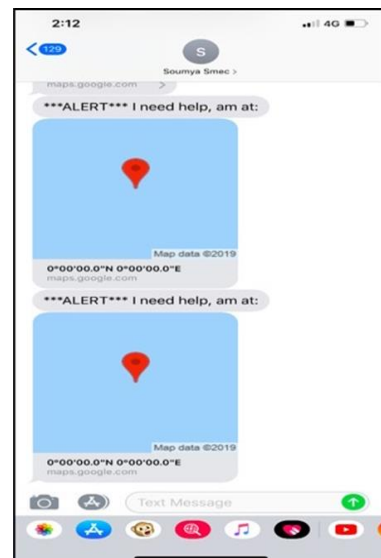 2:12
4G
129
S
Soumya Smec >
maps.google.com >
***ALERT*** I need help, am at:
Map data ©2019
0°00'00.0"N 0°00'00.0"E
maps.google.com
***ALERT*** I need help, am at:
Map data ©2019
0°00'00.0"N 0°00'00.0"E
maps.google.com
Text Message